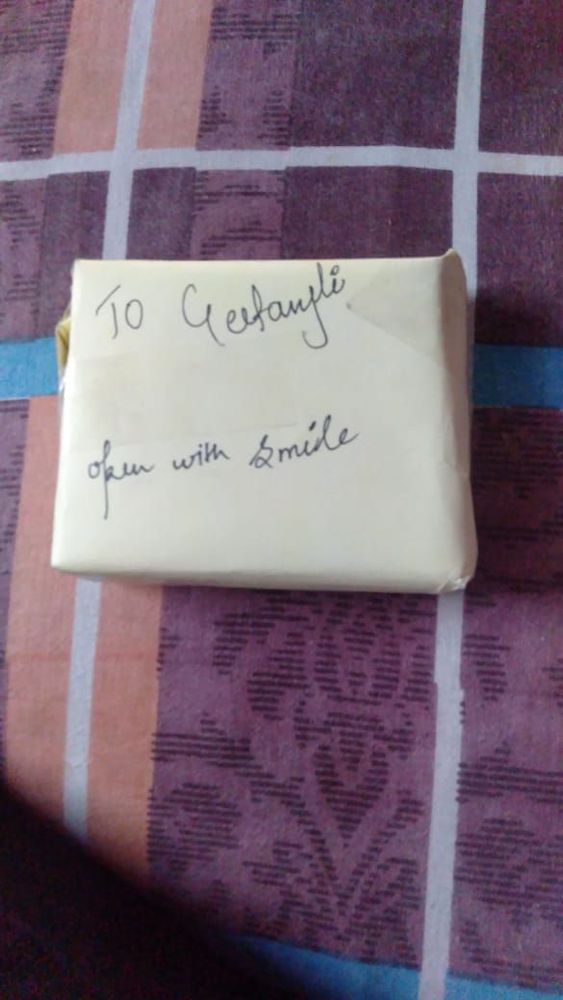 TO Geetanjli
open with smile